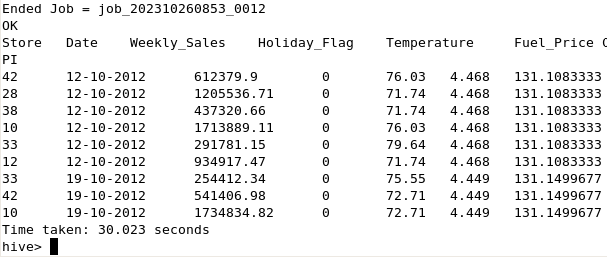 Ended Job = job_202310260853_0012
OK
Store Date Weekly_Sales Holiday_Flag Temperature Fuel_Price C
PI
42 12-10-2012 612379.9 0 76.03 4.468 131.1083333
28 12-10-2012 1205536.71 0 71.74 4.468 131.1083333
38 12-10-2012 437320.66 0 71.74 4.468 131.1083333
10 12-10-2012 1713889.11 0 76.03 4.468 131.1083333
33 12-10-2012 291781.15 0 79.64 4.468 131.1083333
12 12-10-2012 934917.47 0 71.74 4.468 131.1083333
33 19-10-2012 254412.34 0 75.55 4.449 131.1499677
42 19-10-2012 541406.98 0 72.71 4.449 131.1499677
10 19-10-2012 1734834.82 0 72.71 4.449 131.1499677
Time taken: 30.023 seconds
hive>